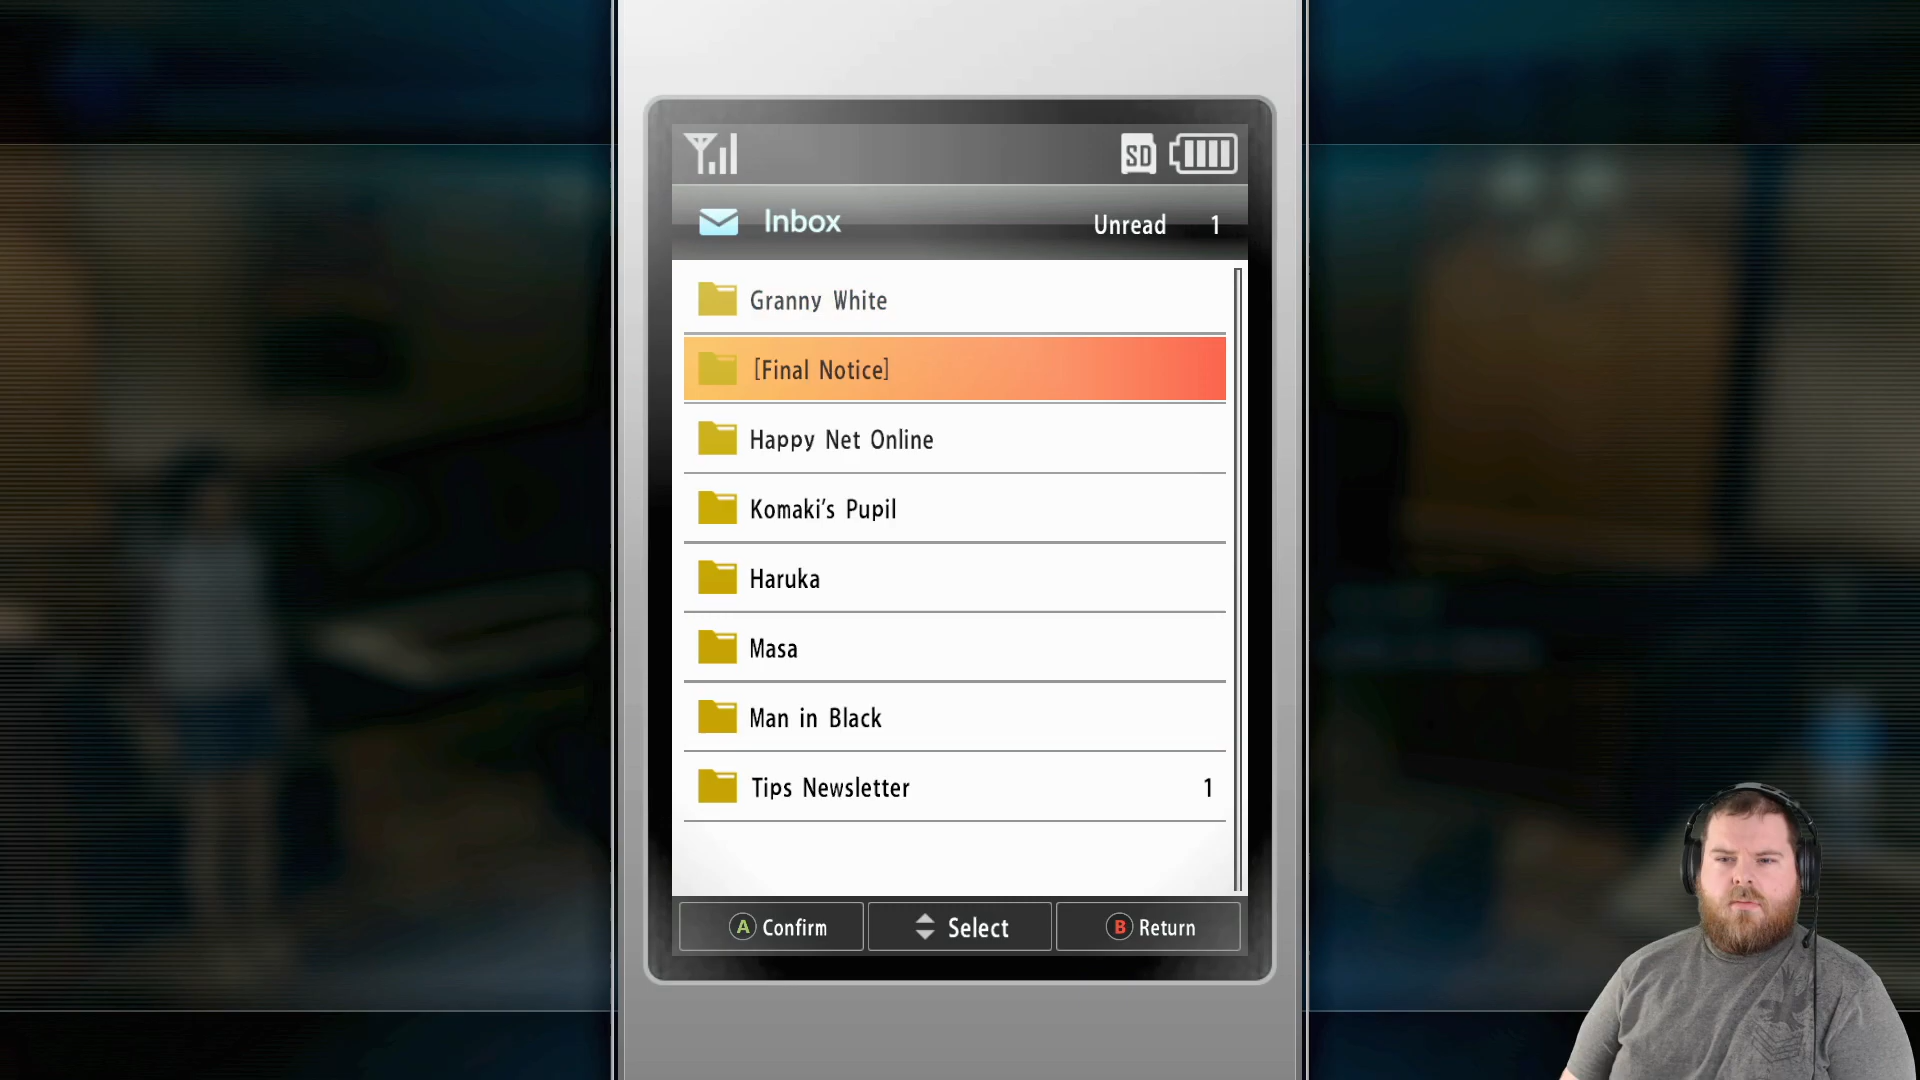 SD
Inbox
Unread 1
Granny White
[Final Notice]
Happy Net Online
Komaki's Pupil
Haruka
Masa
Man in Black
Tips Newsletter 1
A Confirm
Select
B Return